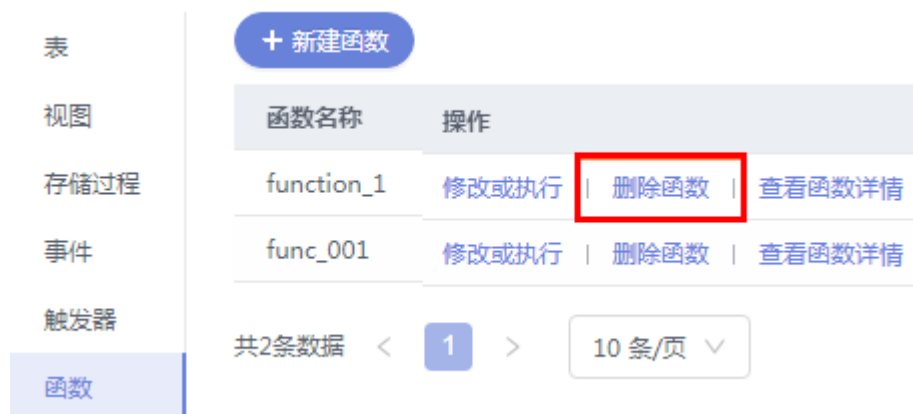 表
视图
存储过程
事件
触发器
函数
+ 新建函数
函数名称 操作
function_1 修改或执行 | 删除函数 | 查看函数详情
func_001 修改或执行 | 删除函数 | 查看函数详情
共2条数据 < 1 > 10 条/页